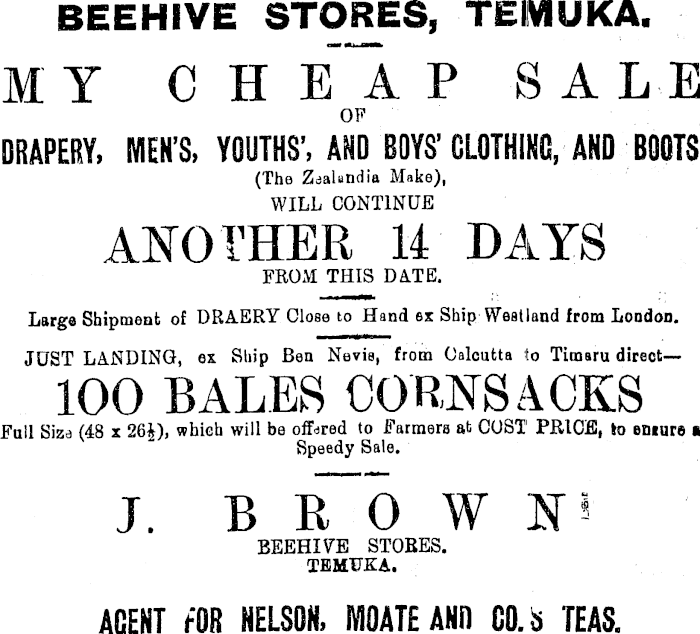 BEEHIVE STORES, TEMUKA.
MY CHEAP SALE
OF
DRAPERY, MEN'S, YOUTHS', AND BOYS' CLOTHING, AND BOOTS
(The Zealandia Make),
WILL CONTINUE
ANOTHER 14 DAYS
FROM THIS DATE.
Large Shipment of DRAERY Close to Hand ex Ship Westland from London.
JUST LANDING, ex Ship Ben Nevis, from Calcutta to Timaru direct—
100 BALES CORNSACKS
Full Size (48 x 26½), which will be offered to Farmers at COST PRICE, to ensure a
Speedy Sale.
J. BROWN
BEEHIVE STORES.
TEMUKA.
AGENT FOR NELSON, MOATE AND CO.'S TEAS.